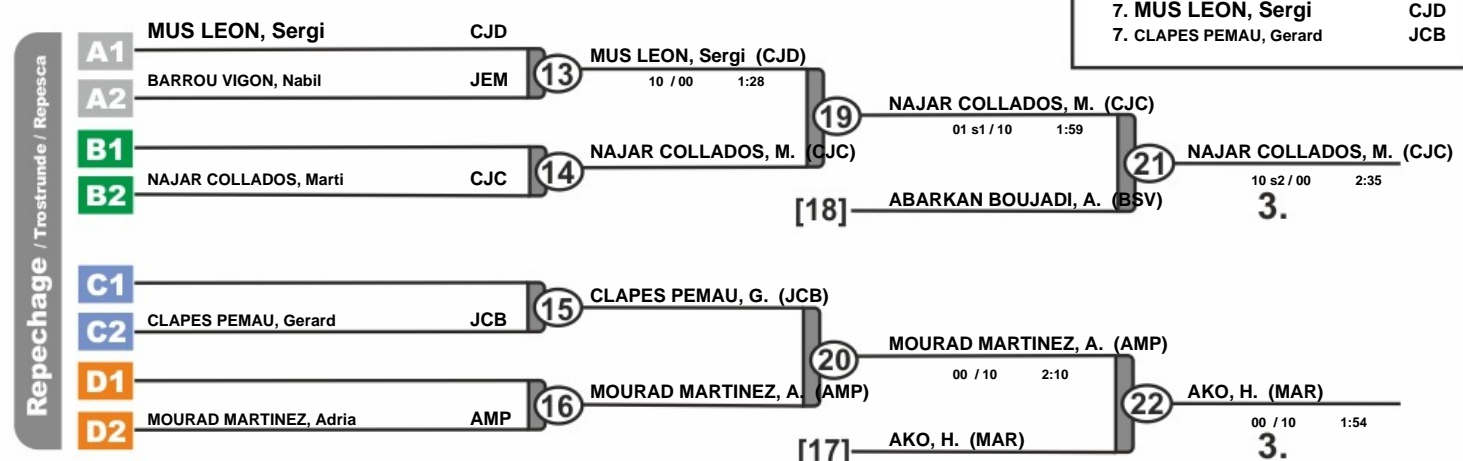 7. MUS LEON, Sergi CJD
7. CLAPES PEMAU, Gerard JCB
Repechage / Trostrunde / Repesca
A1 MUS LEON, Sergi CJD
A2 BARROU VIGON, Nabil JEM
13 MUS LEON, Sergi (CJD)
10 / 00 1:28
B1
B2 NAJAR COLLADOS, Marti CJC
14 NAJAR COLLADOS, M. (CJC)
19 NAJAR COLLADOS, M. (CJC)
01 s1 / 10 1:59
[18] ABARKAN BOUJADI, A. (BSV)
21 NAJAR COLLADOS, M. (CJC)
10 s2 / 00 2:35
3.
C1
C2 CLAPES PEMAU, Gerard JCB
15 CLAPES PEMAU, G. (JCB)
D1
D2 MOURAD MARTINEZ, Adria AMP
16 MOURAD MARTINEZ, A. (AMP)
20 MOURAD MARTINEZ, A. (AMP)
00 / 10 2:10
[17] AKO, H. (MAR)
22 AKO, H. (MAR)
00 / 10 1:54
3.